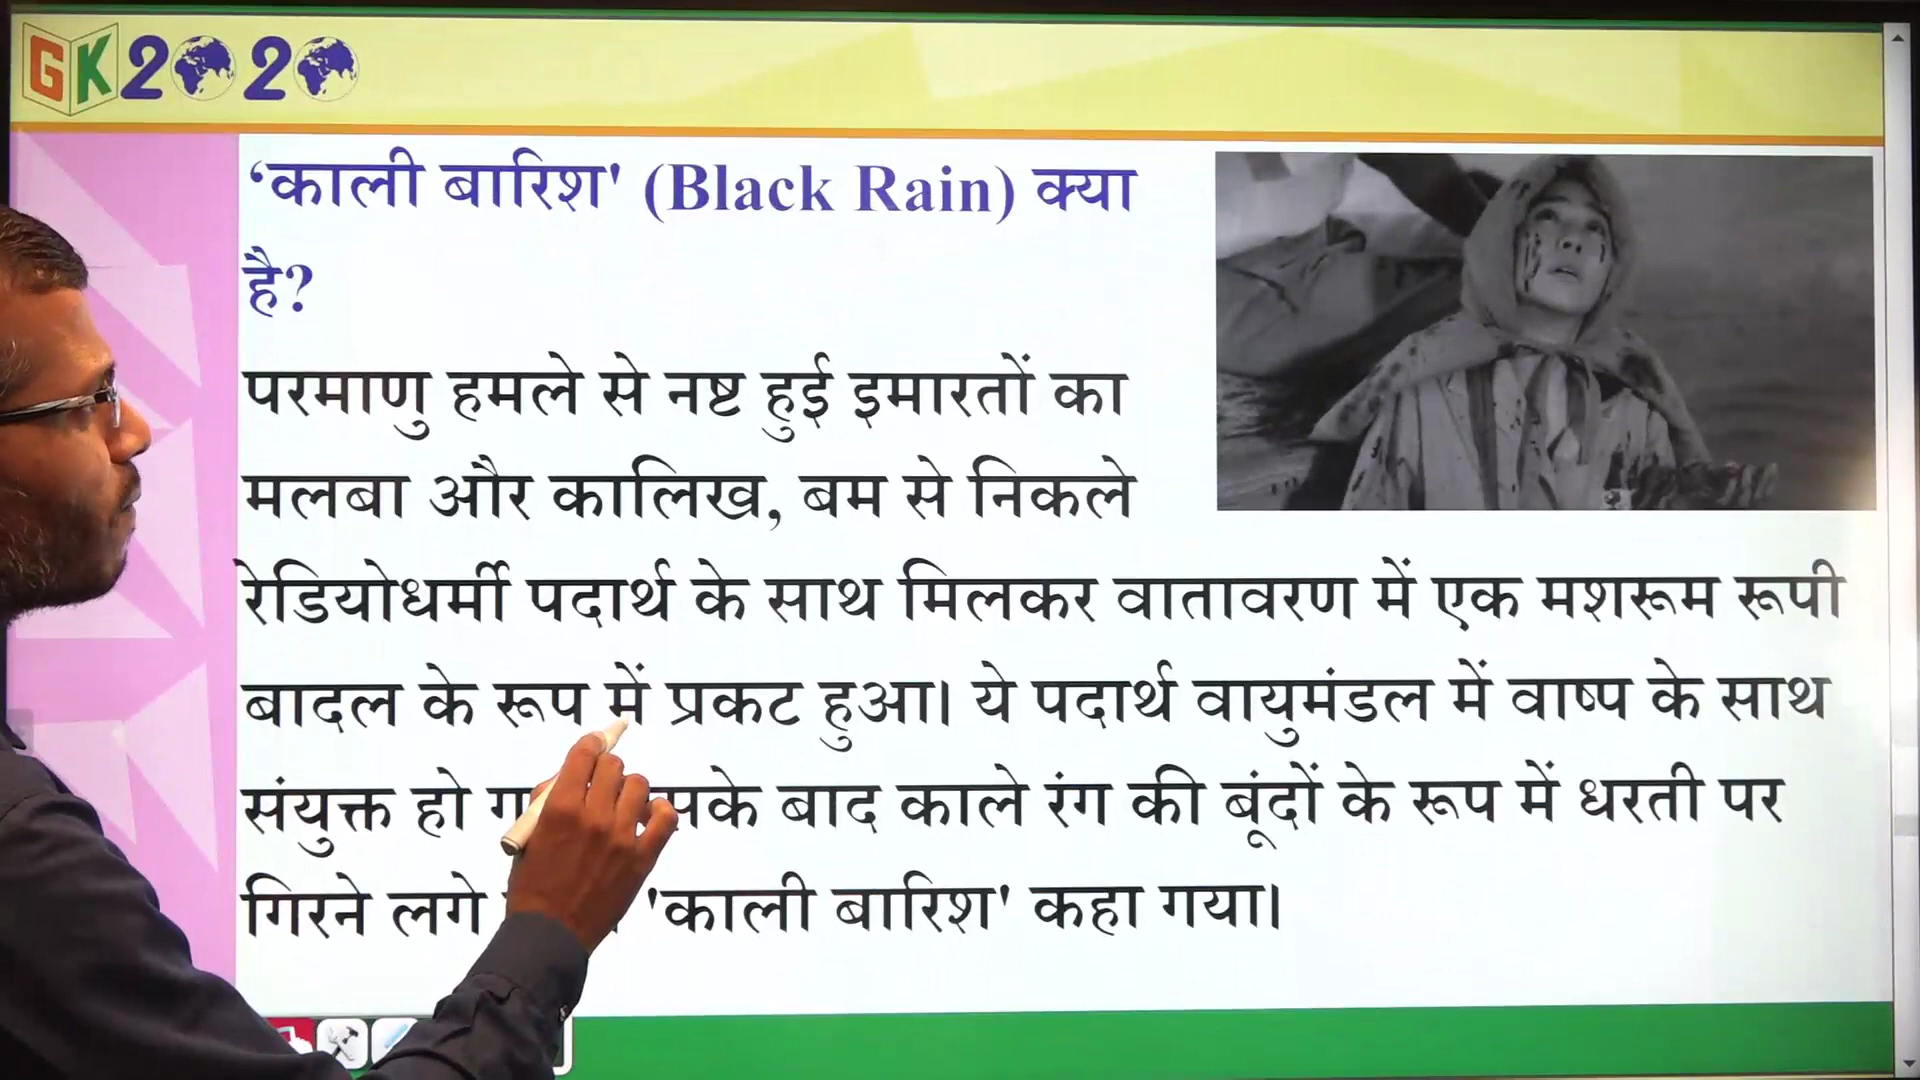 GK2020
‘काली बारिश' (Black Rain) क्या
है?
परमाणु हमले से नष्ट हुई इमारतों का
मलबा और कालिख, बम से निकले
रेडियोधर्मी पदार्थ के साथ मिलकर वातावरण में एक मशरूम रूपी
बादल के रूप में प्रकट हुआ। ये पदार्थ वायुमंडल में वाष्प के साथ
संयुक्त हो बाद काले रंग की बूंदों के रूप में धरती पर
गिरने लगे 'काली बारिश' कहा गया।